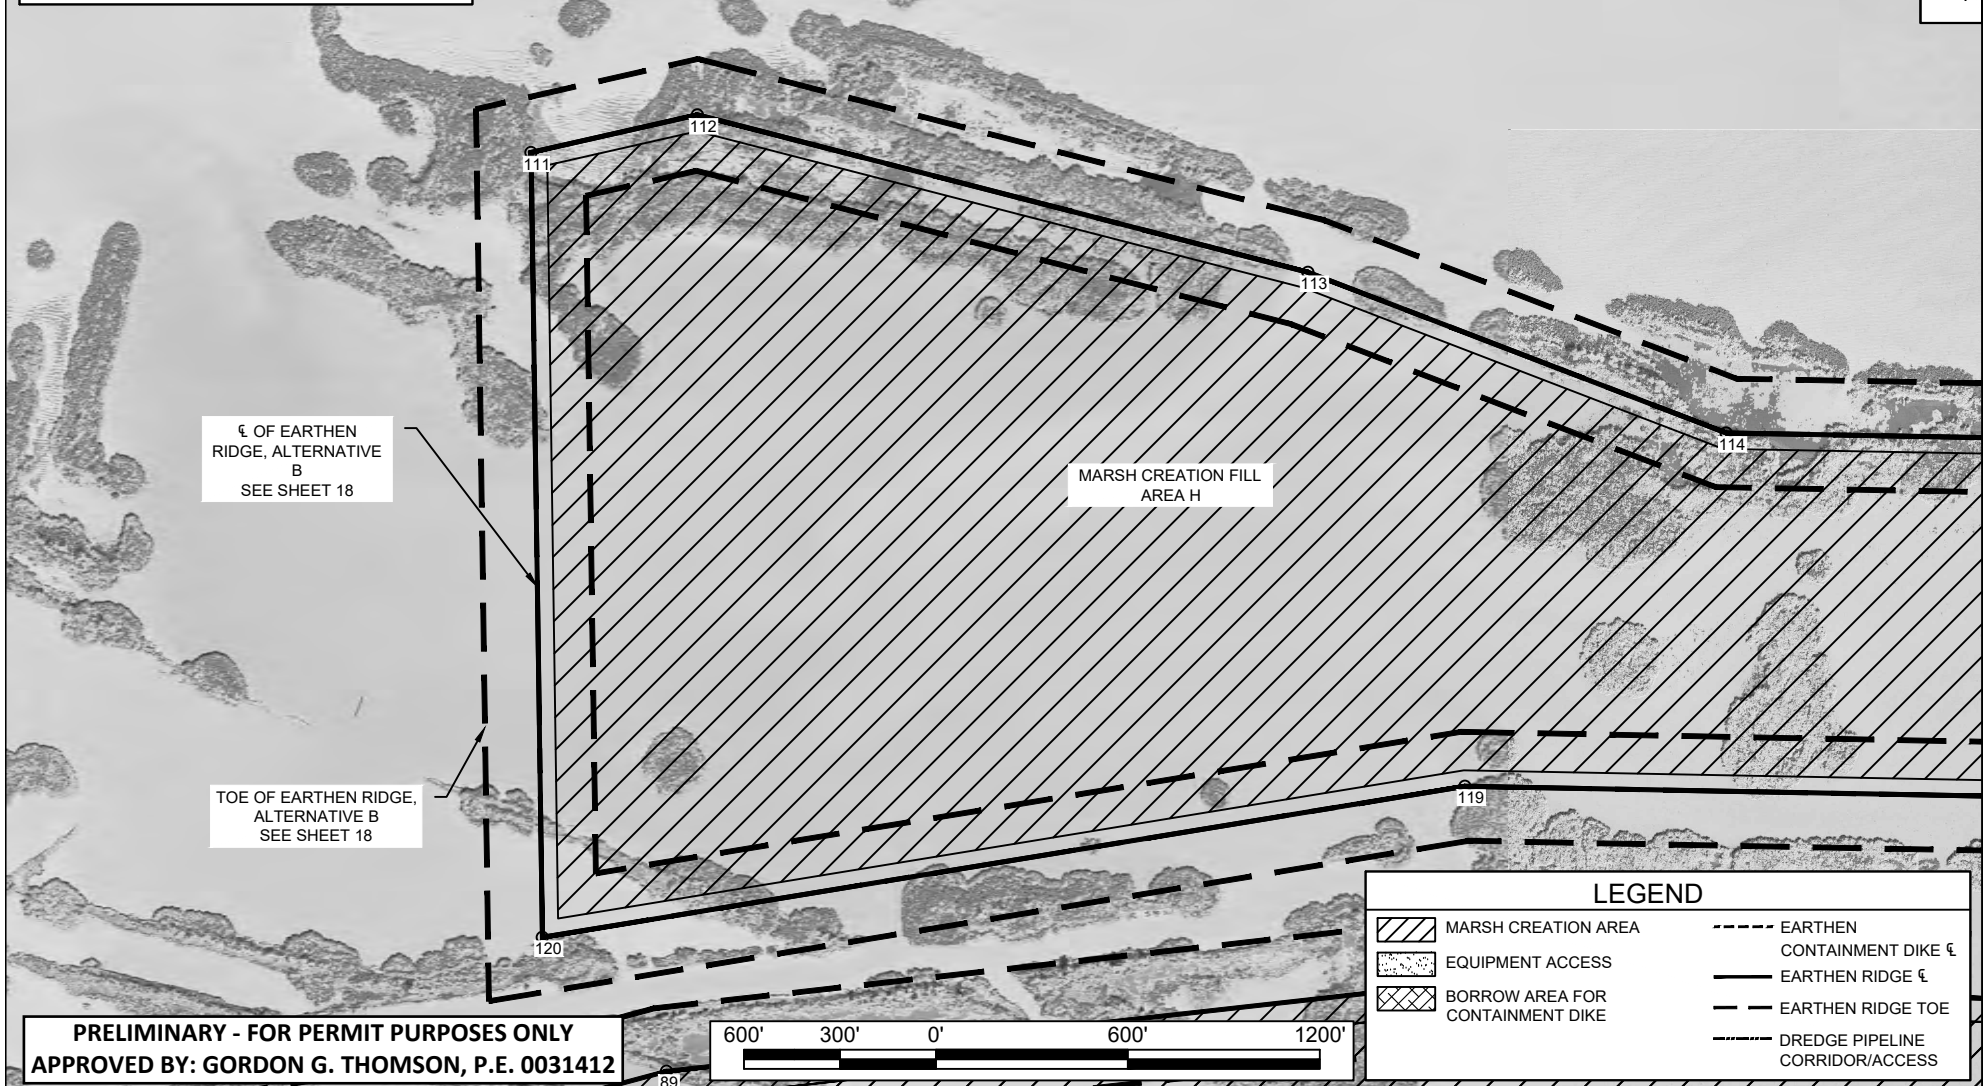 112
111
113
114
℄ OF EARTHEN
RIDGE, ALTERNATIVE
B
SEE SHEET 18
MARSH CREATION FILL
AREA H
TOE OF EARTHEN RIDGE,
ALTERNATIVE B
SEE SHEET 18
119
120
89
LEGEND
MARSH CREATION AREA
EQUIPMENT ACCESS
BORROW AREA FOR
CONTAINMENT DIKE
EARTHEN
CONTAINMENT DIKE ℄
EARTHEN RIDGE ℄
EARTHEN RIDGE TOE
DREDGE PIPELINE
CORRIDOR/ACCESS
PRELIMINARY - FOR PERMIT PURPOSES ONLY
APPROVED BY: GORDON G. THOMSON, P.E. 0031412
600' 300' 0' 600' 1200'